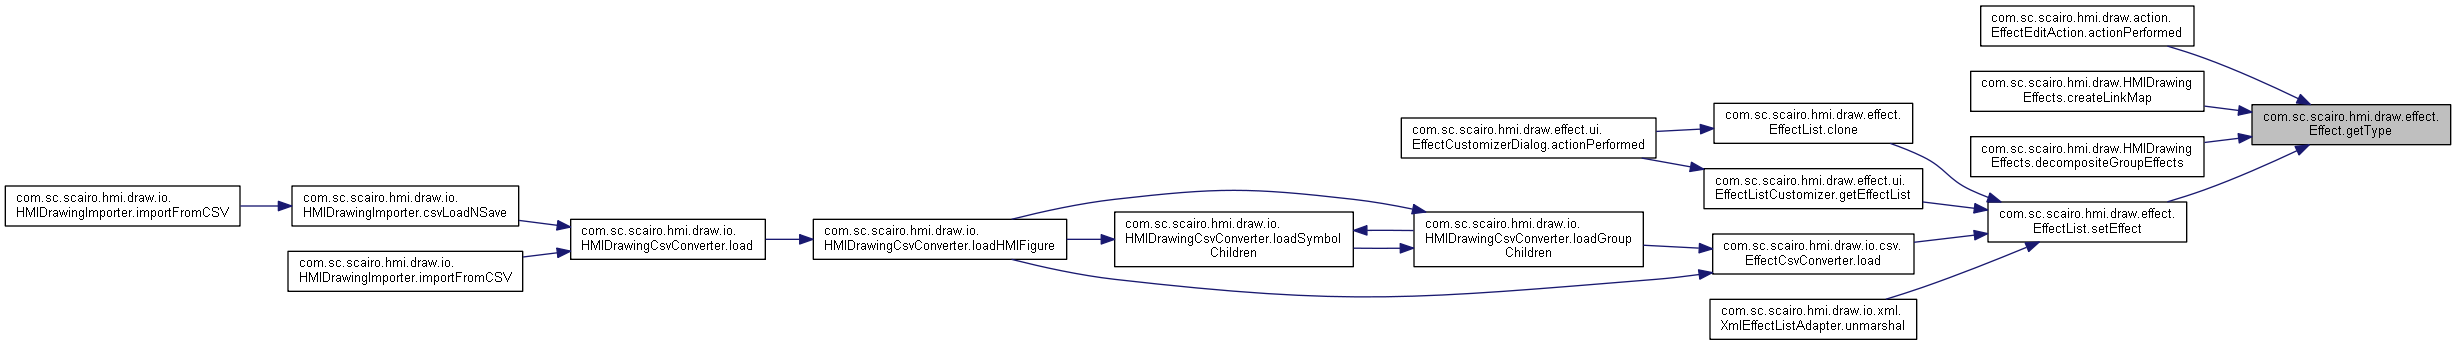 com.sc.scairo.hmi.draw.action.
EffectEditAction.actionPerformed
com.sc.scairo.hmi.draw.HMIDrawing
Effects.createLinkMap
com.sc.scairo.hmi.draw.effect.
Effect.getType
com.sc.scairo.hmi.draw.HMIDrawing
Effects.decompositeGroupEffects
com.sc.scairo.hmi.draw.effect.
EffectList.clone
com.sc.scairo.hmi.draw.effect.ui.
EffectCustomizerDialog.actionPerformed
com.sc.scairo.hmi.draw.effect.ui.
EffectListCustomizer.getEffectList
com.sc.scairo.hmi.draw.effect.
EffectList.setEffect
com.sc.scairo.hmi.draw.io.
HMIDrawingImporter.importFromCSV
com.sc.scairo.hmi.draw.io.
HMIDrawingImporter.csvLoadNSave
com.sc.scairo.hmi.draw.io.
HMIDrawingCsvConverter.load
com.sc.scairo.hmi.draw.io.
HMIDrawingCsvConverter.loadHMIFigure
com.sc.scairo.hmi.draw.io.
HMIDrawingCsvConverter.loadSymbol
Children
com.sc.scairo.hmi.draw.io.
HMIDrawingCsvConverter.loadGroup
Children
com.sc.scairo.hmi.draw.io.csv.
EffectCsvConverter.load
com.sc.scairo.hmi.draw.io.
HMIDrawingImporter.importFromCSV
com.sc.scairo.hmi.draw.io.xml.
XmlEffectListAdapter.unmarshal